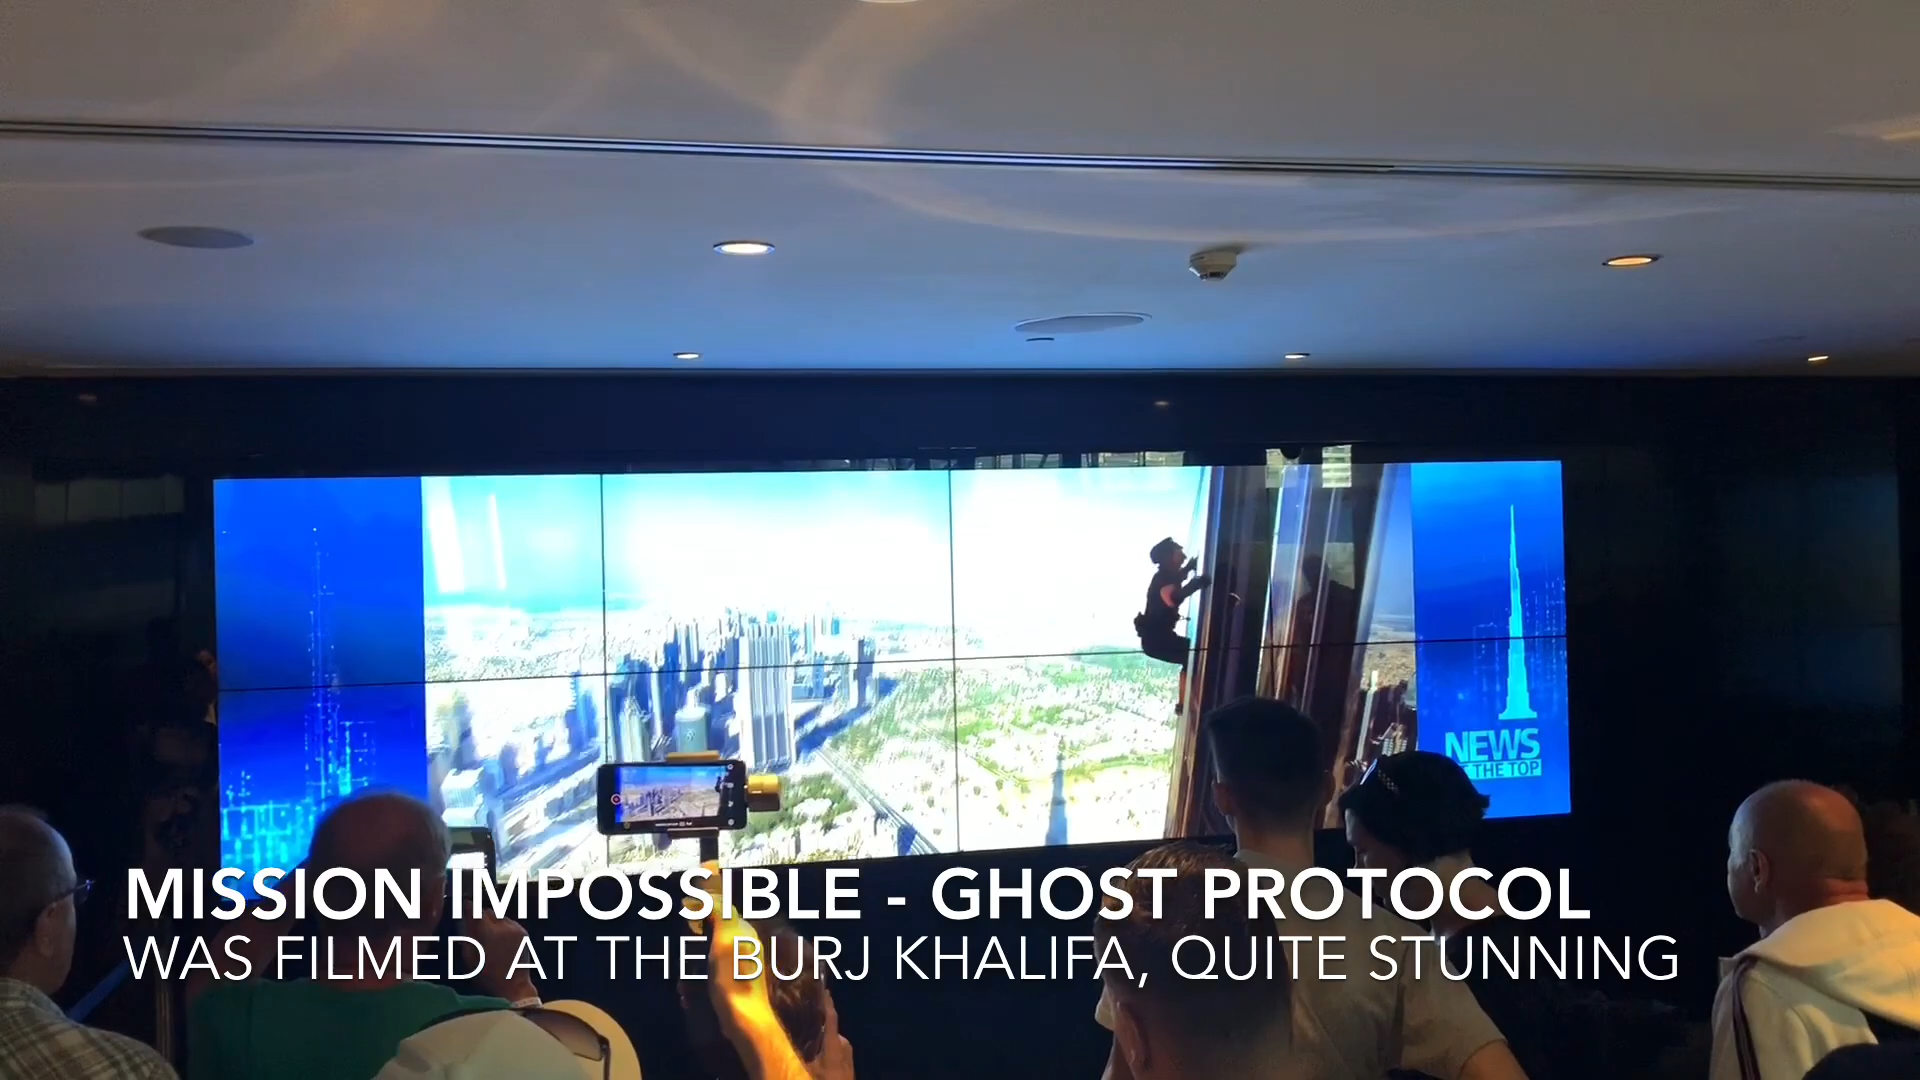 NEWS
THE TOP
MISSION IMPOSSIBLE - GHOST PROTOCOL
WAS FILMED AT THE BURJ KHALIFA, QUITE STUNNING